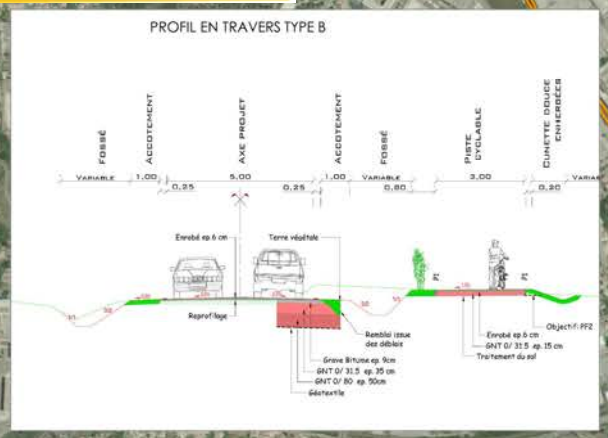 PROFIL EN TRAVERS TYPE B
FOSSÉ
ACCOTEMENT
AXE PROJET
ACCOTEMENT
FOSSÉ
PISTE
CYCLABLE
CUNETTE DOUCE
ENHERBÉES
VARIABLE
1,00
5,00
1,00
VARIABLE
3,00
VARIA
0,25
0,25
0,80
0,20
Enrobé ep.6 cm
Terre végétale
P1
P1
Reprofilage
Remblai issue
des déblais
Grave Bitume ep. 9cm
GNT 0/ 31.5 ep. 35 cm
GNT 0/ 80 ep. 50cm
Géotextile
Enrobé ep.6 cm
GNT 0/ 31.5 ep. 15 cm
Traitement du sol
Objectif: PF2